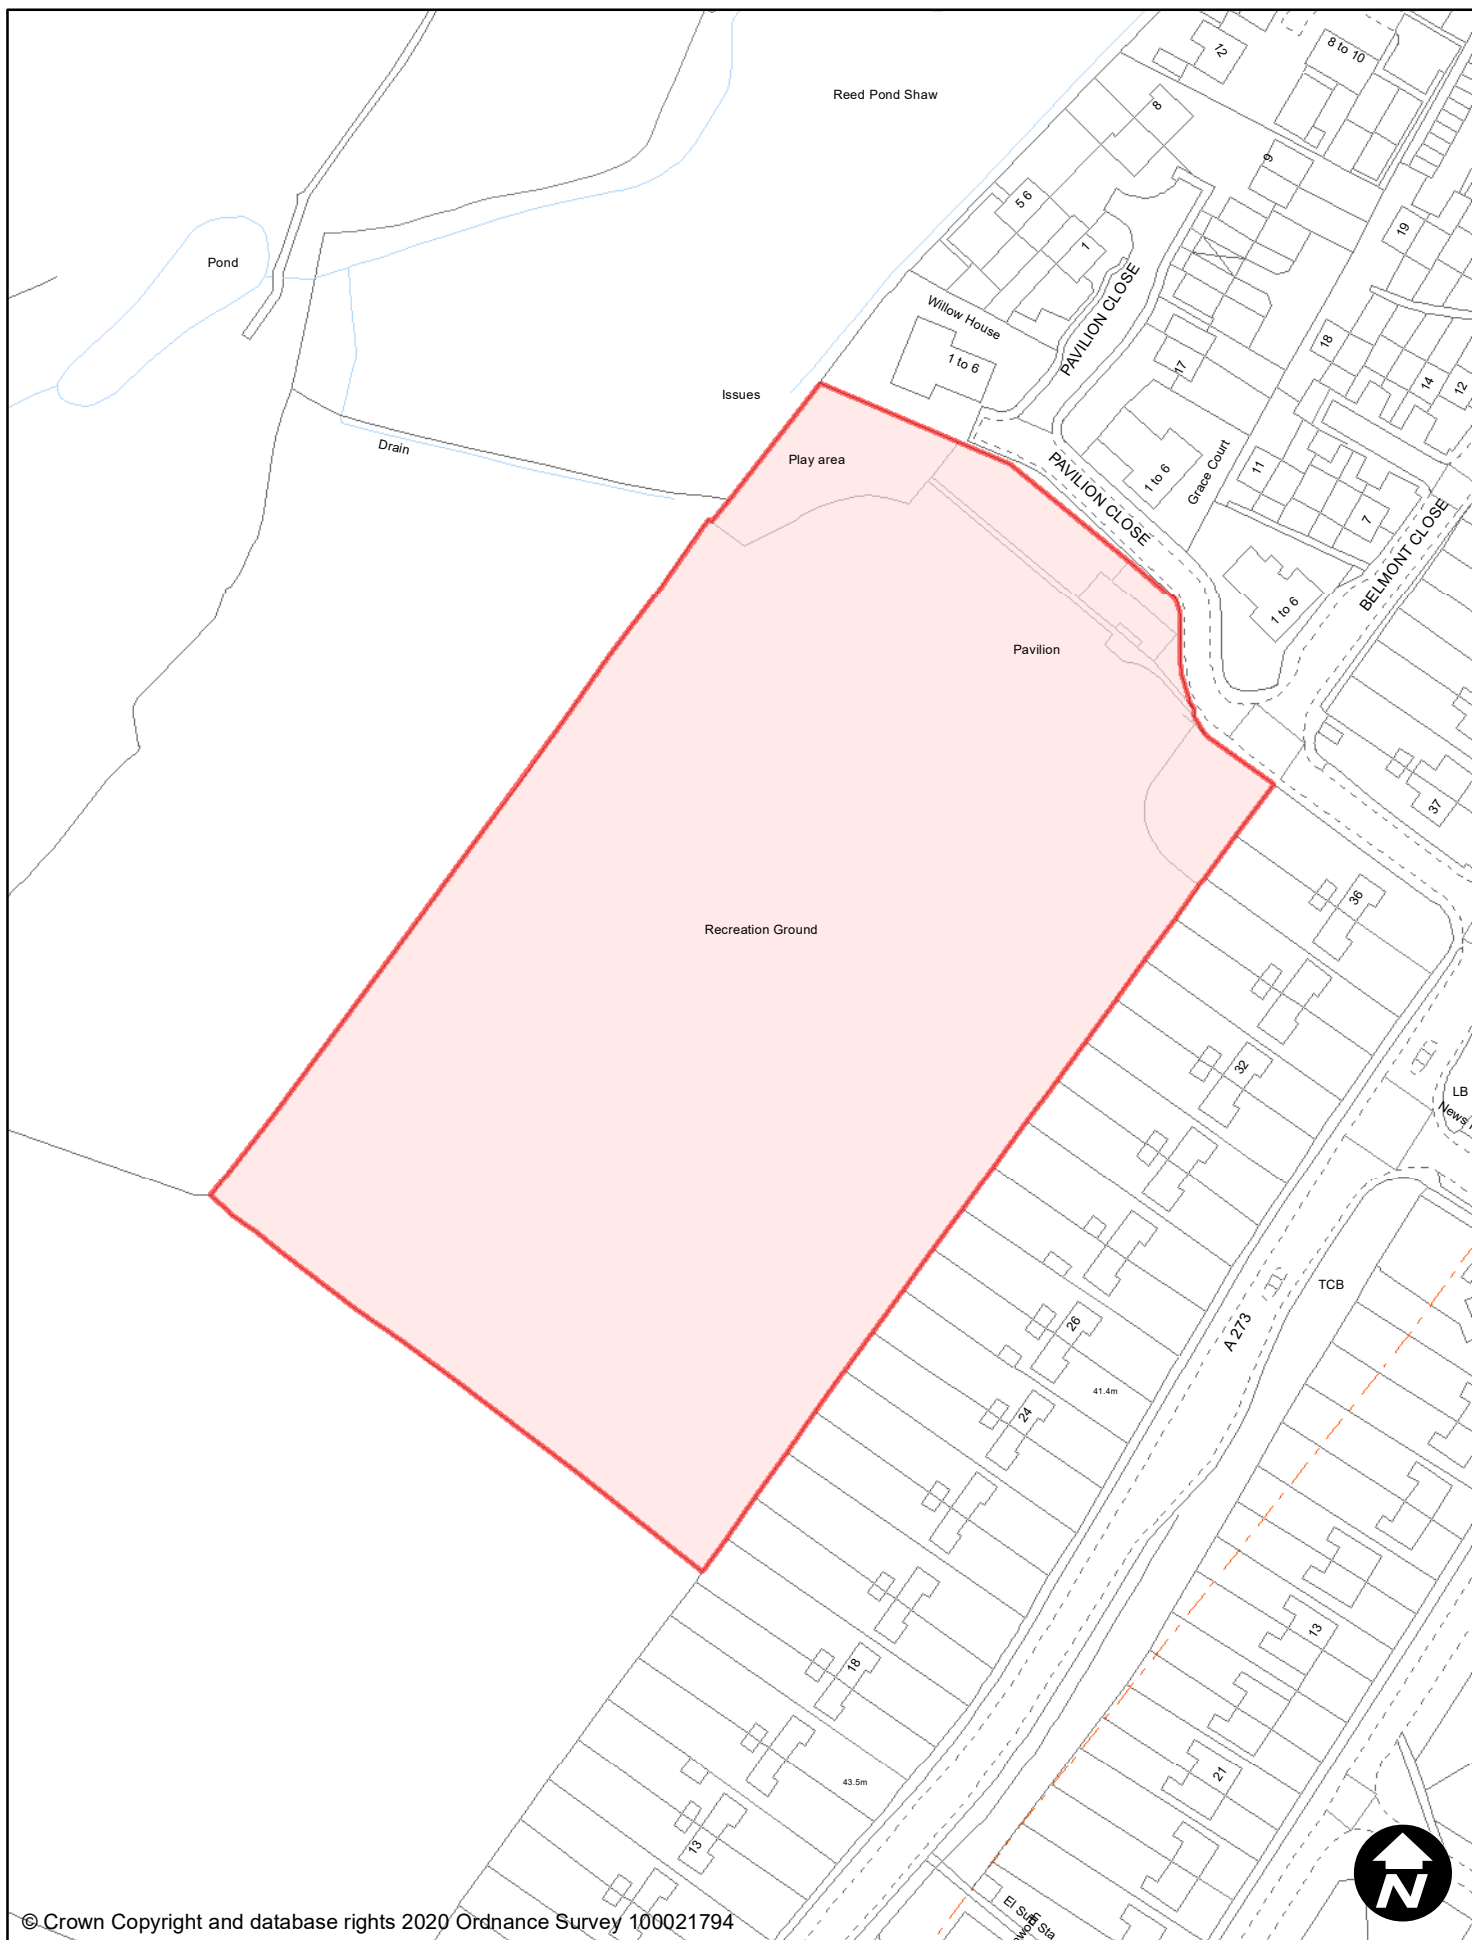 12
8 to 10
Reed Pond Shaw
8
9
5 6
19
1
Pond
PAVILION CLOSE
Willow House
1 to 6
18
17
14
12
Issues
Drain
Play area
PAVILION CLOSE
1 to 6
Grace Court
11
7
BELMONT CLOSE
1 to 6
Pavilion
37
36
Recreation Ground
32
LB
TCB
26
A 273
41.4m
24
13
18
21
43.5m
13
El Sub Sta
N
© Crown Copyright and database rights 2020 Ordnance Survey 100021794